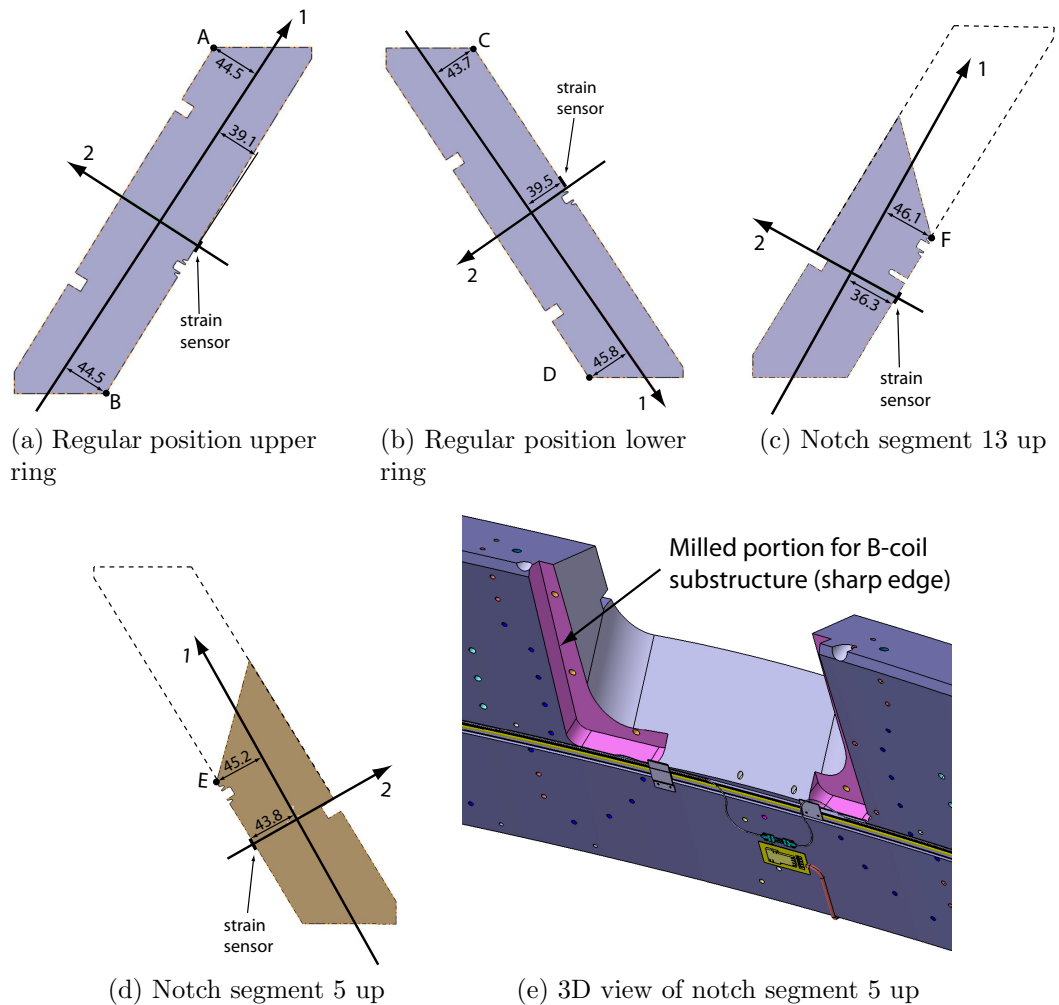 A
1
44.5
39.1
2
strain
sensor
44.5
B
(a) Regular position upper
ring
C
43.7
strain
sensor
39.5
2
45.8
D
1
(b) Regular position lower
ring
1
46.1
F
2
36.3
strain
sensor
(c) Notch segment 13 up
1
45.2
E
2
43.8
strain
sensor
(d) Notch segment 5 up
Milled portion for B-coil
substructure (sharp edge)
(e) 3D view of notch segment 5 up